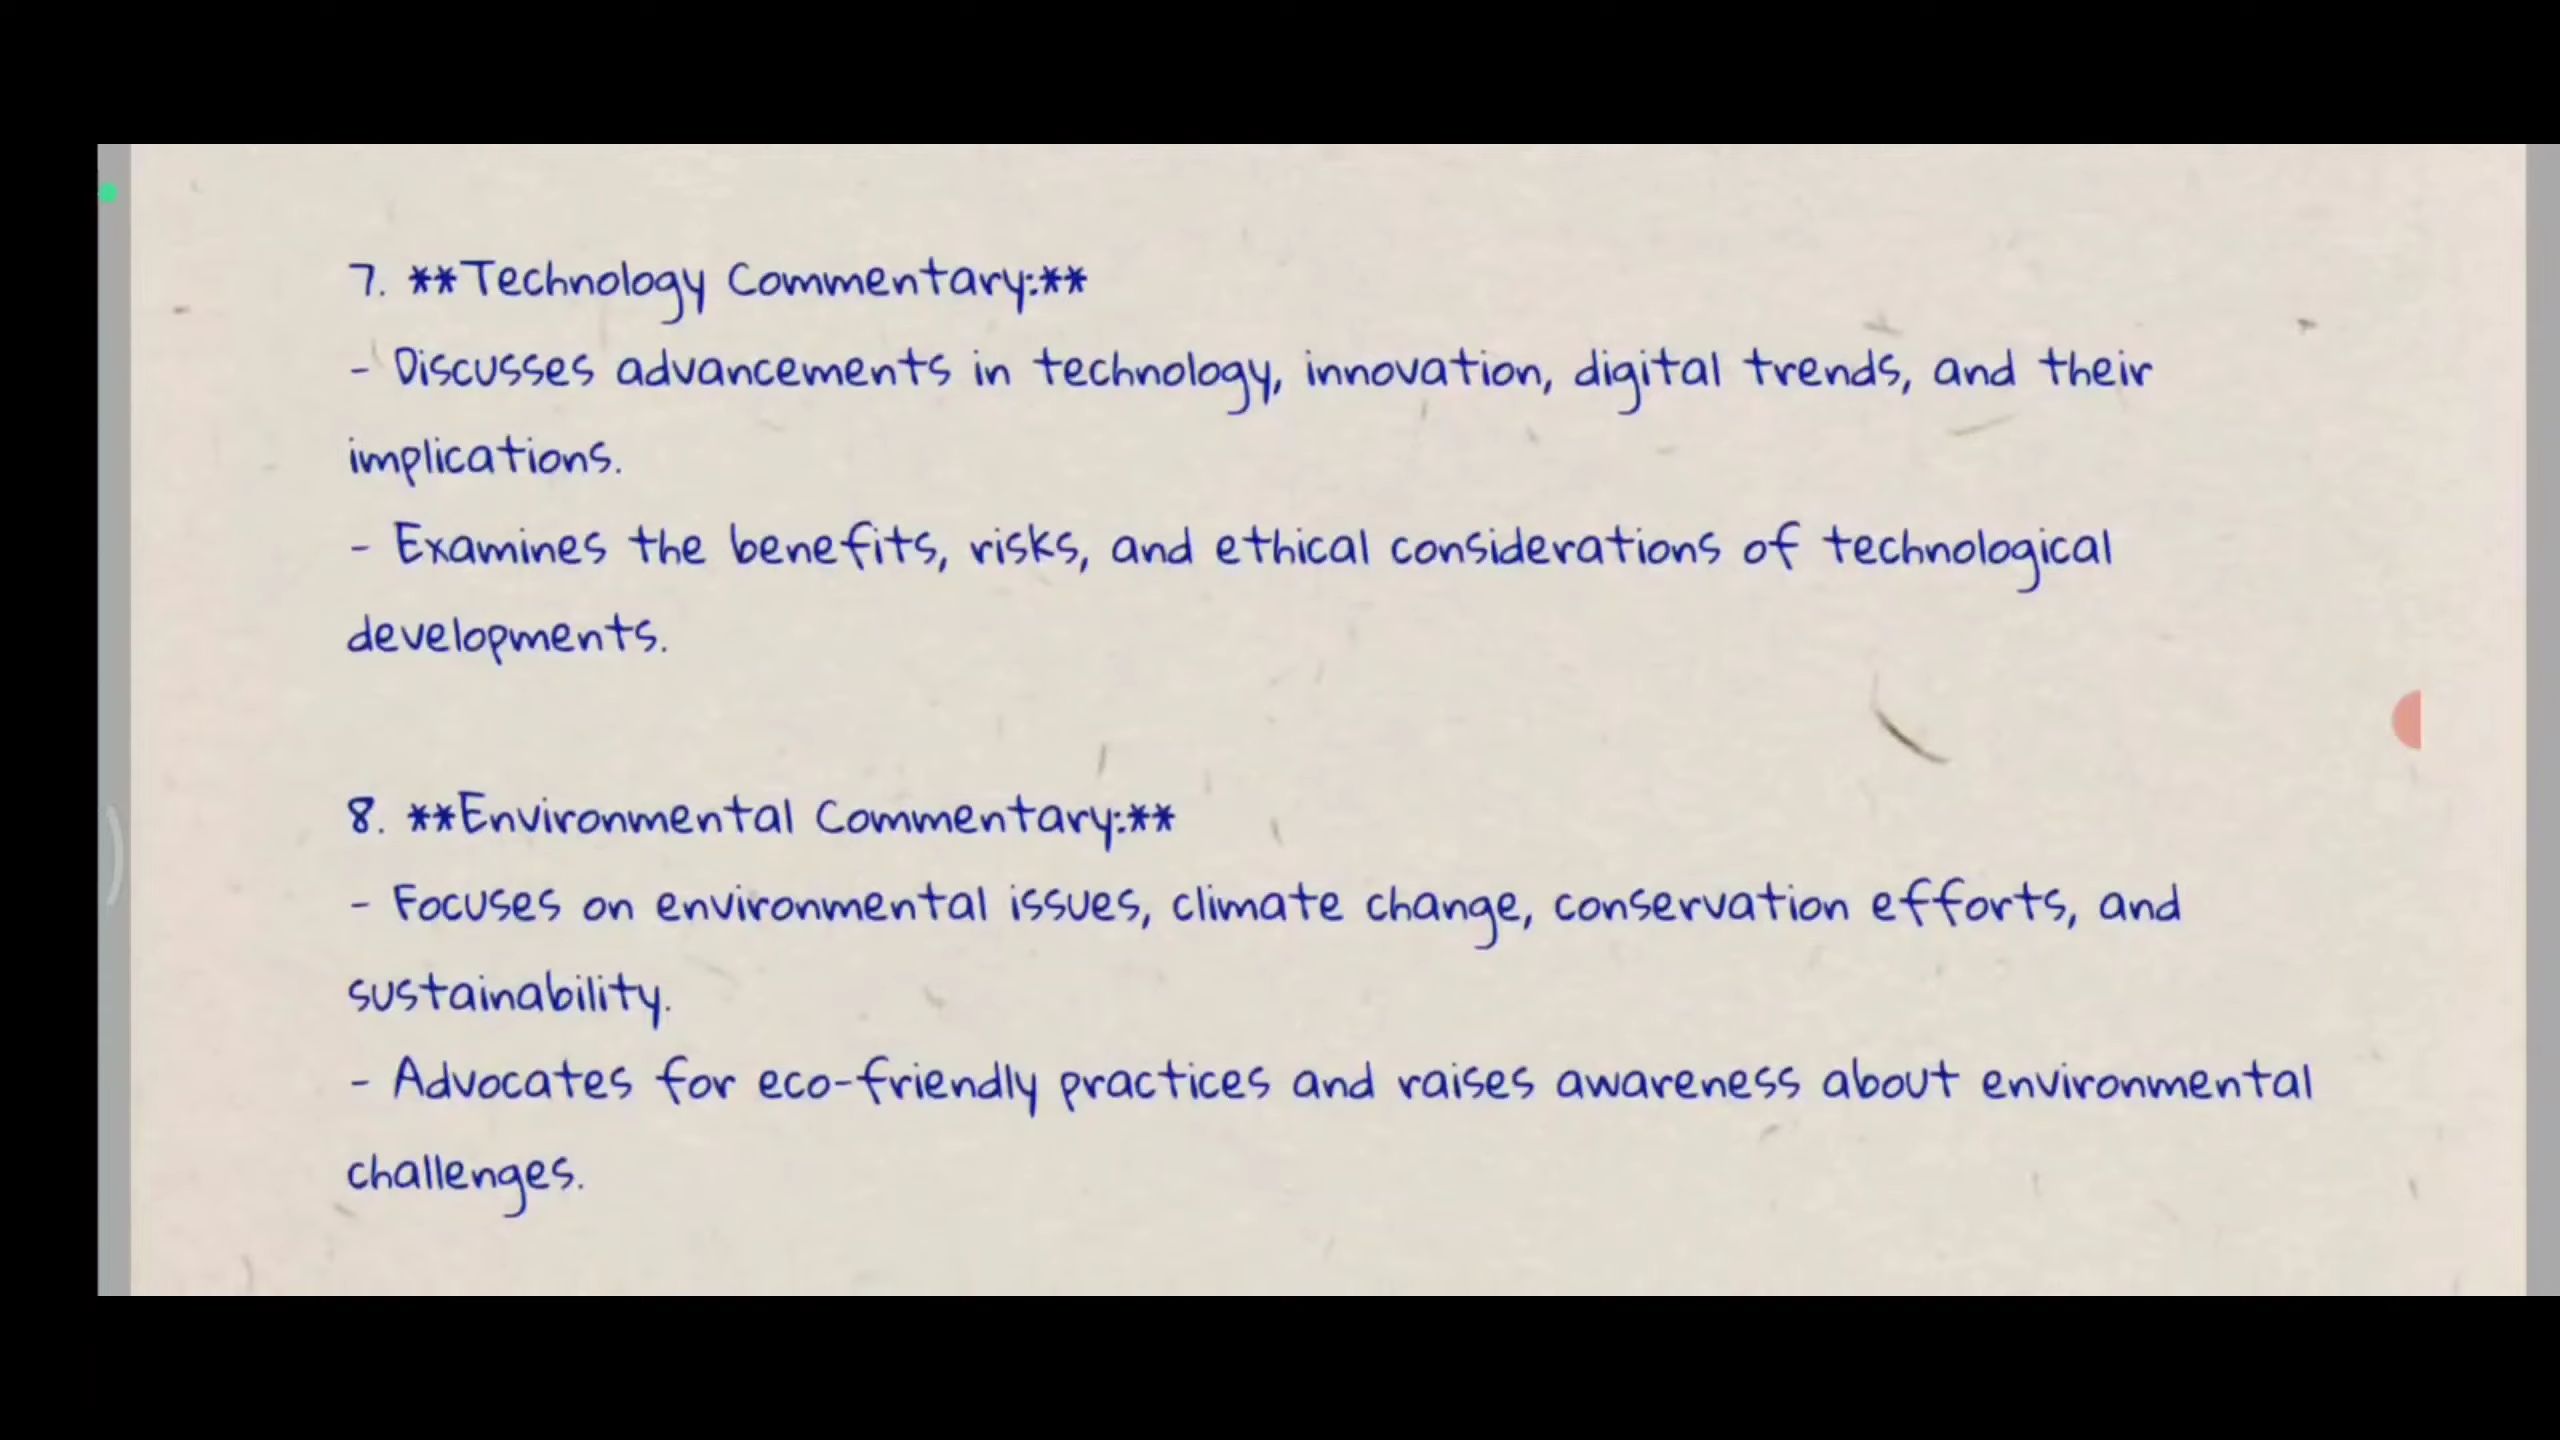 7. **Technology Commentary:**
- Discusses advancements in technology, innovation, digital trends, and their
implications.
- Examines the benefits, risks, and ethical considerations of technological
developments.
8. **Environmental Commentary:**
- Focuses on environmental issues, climate change, conservation efforts, and
sustainability.
- Advocates for eco-friendly practices and raises awareness about environmental
challenges.